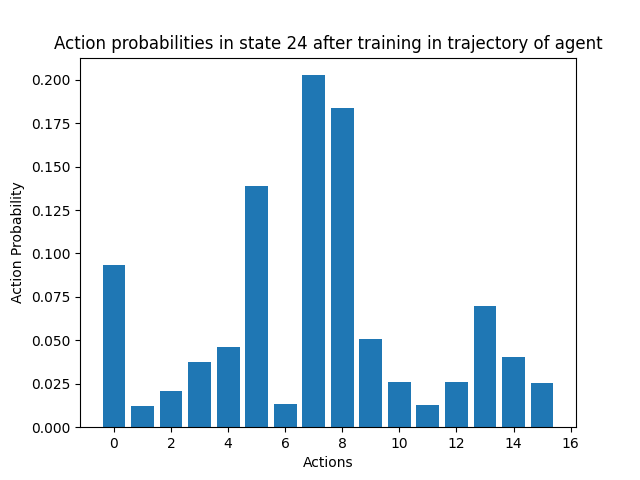 Action probabilities in state 24 after training in trajectory of agent
0.200
0.175
0.150
0.125
0.100
0.075
0.050
0.025
0.000
Action Probability
0 2 4 6 8 10 12 14 16
Actions